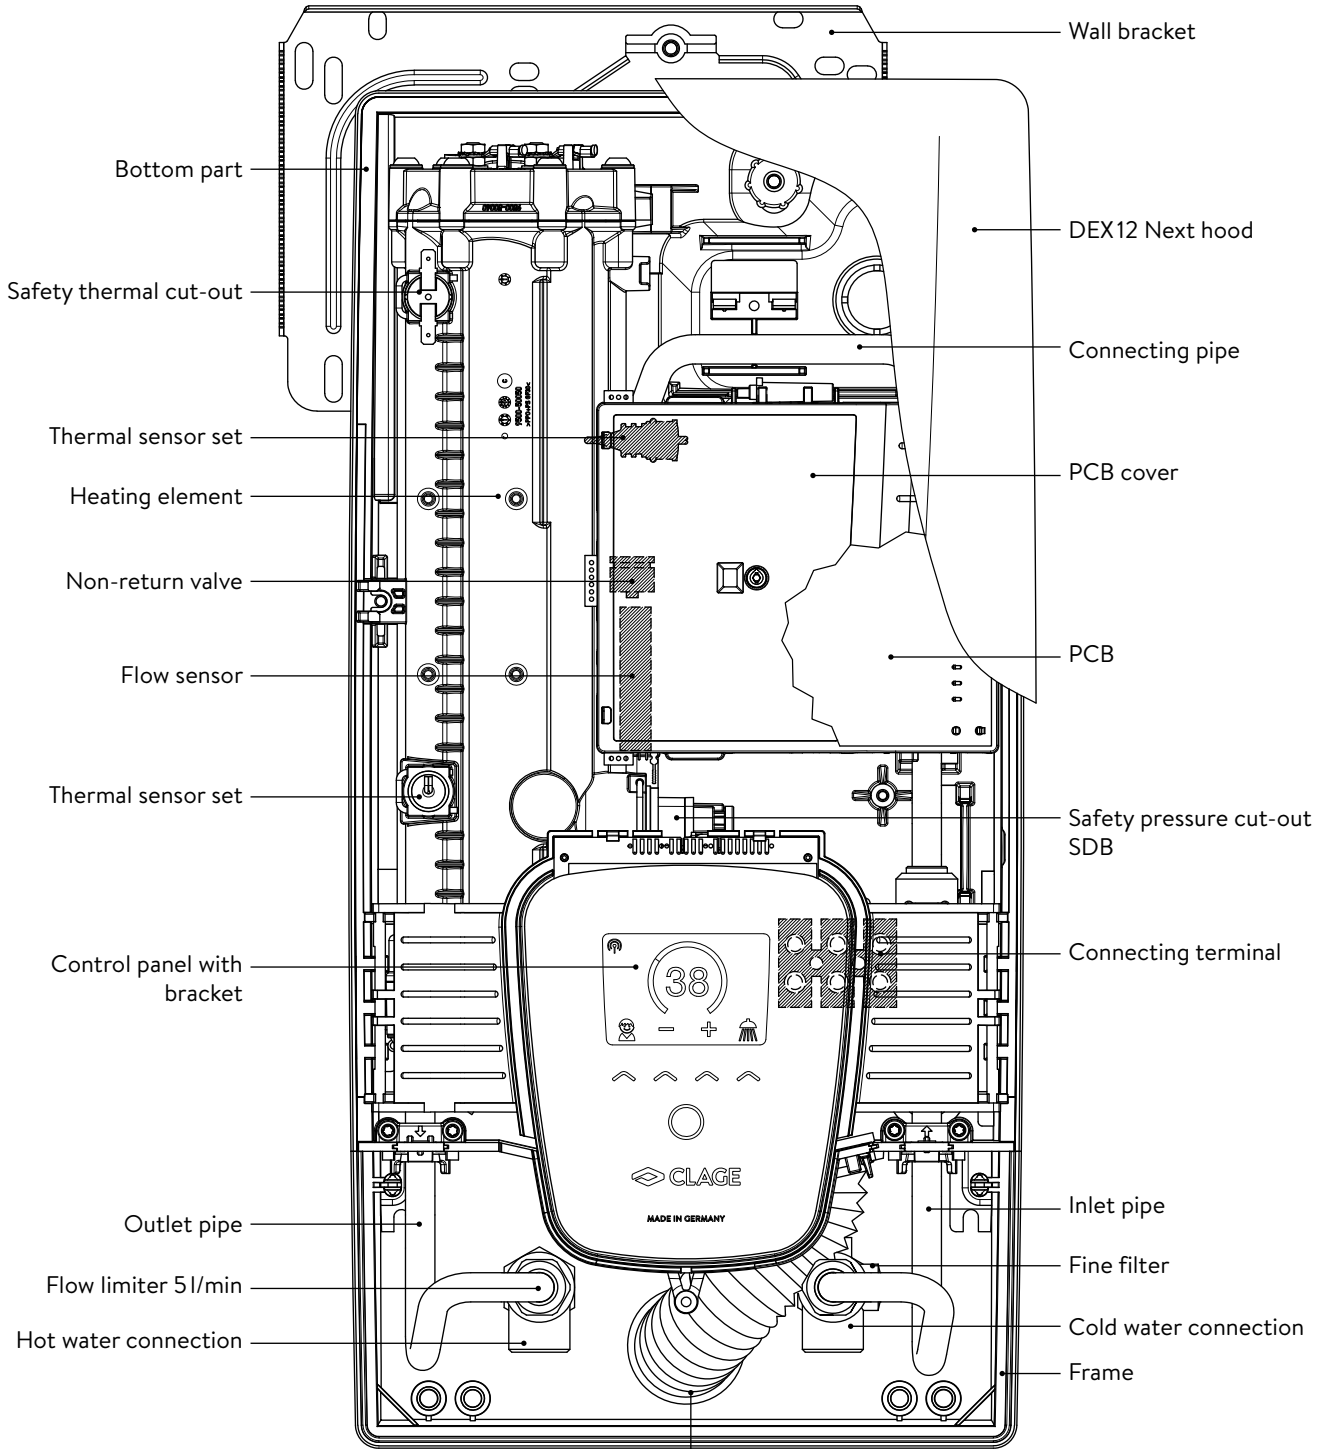 Wall bracket
Bottom part
DEX12 Next hood
Safety thermal cut-out
Connecting pipe
Thermal sensor set
PCB cover
Heating element
Non-return valve
PCB
Flow sensor
Thermal sensor set
Safety pressure cut-out
SDB
Control panel with
bracket
Connecting terminal
38
CLAGE
MADE IN GERMANY
Outlet pipe
Inlet pipe
Flow limiter 5 l/min
Fine filter
Hot water connection
Cold water connection
Frame